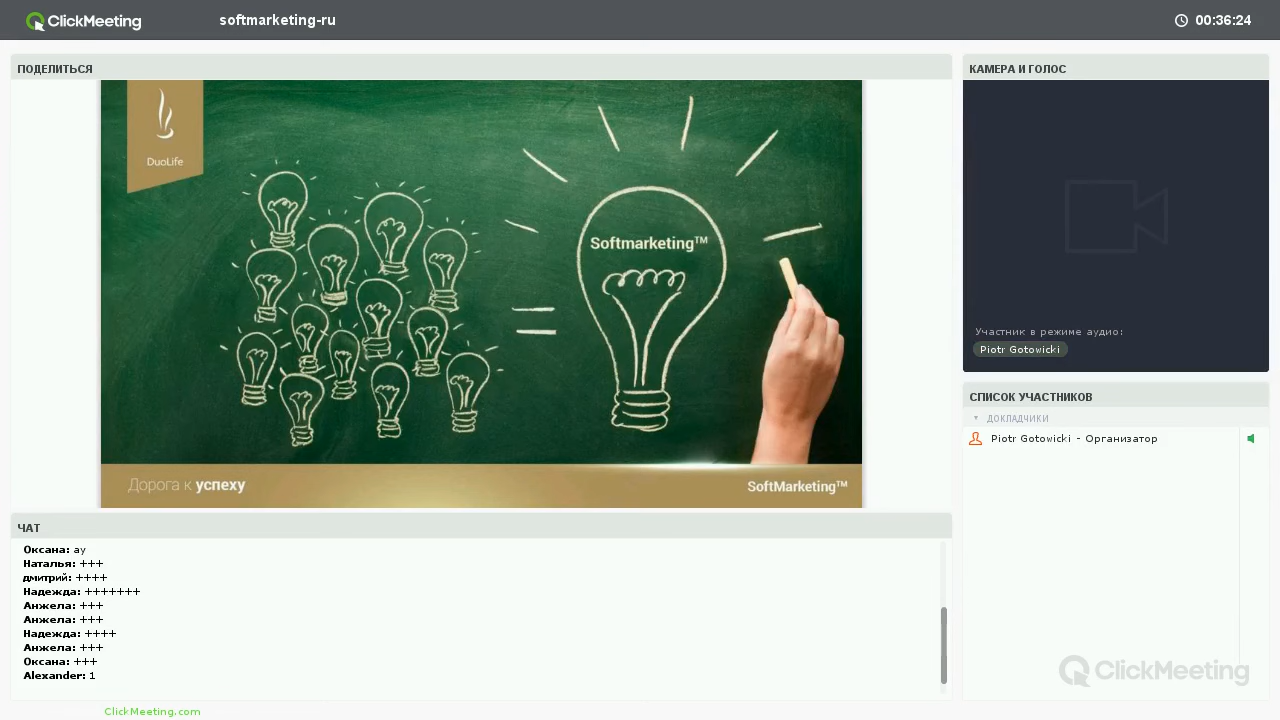 ClickMeeting
softmarketing-ru
00:36:24
ПОДЕЛИТЬСЯ
DuoLife
Softmarketing™
Дорога к успеху
SoftMarketing™
КАМЕРА И ГОЛОС
Участник в режиме аудио:
Piotr Gotowicki
СПИСОК УЧАСТНИКОВ
ДОКЛАДЧИКИ
Piotr Gotowicki - Организатор
ЧАТ
Оксана: ау
Наталья: +++
дмитрий: ++++
Надежда: +++++++
Анжела: +++
Анжела: +++
Надежда: ++++
Анжела: +++
Оксана: +++
Alexander: 1
ClickMeeting
ClickMeeting.com